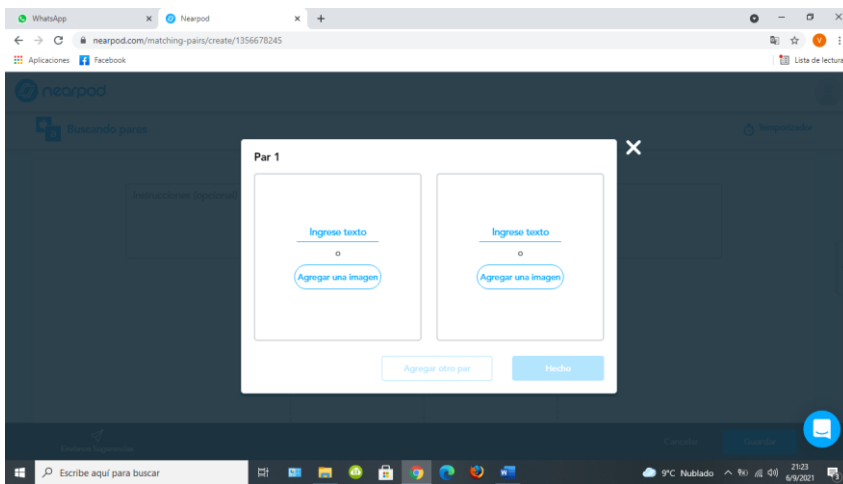 WhatsApp
Nearpod
nearpod.com/matching-pairs/create/1356678245
Aplicaciones
Facebook
Lista de lectura
nearpod
Buscando pares
Temporizador
Instrucciones (opcional)
Par 1
Ingrese texto
o
Agregar una imagen
Ingrese texto
o
Agregar una imagen
Agregar otro par
Hecho
Cancelar
Guardar
Escribe aquí para buscar
9°C Nublado
21:23
6/9/2021